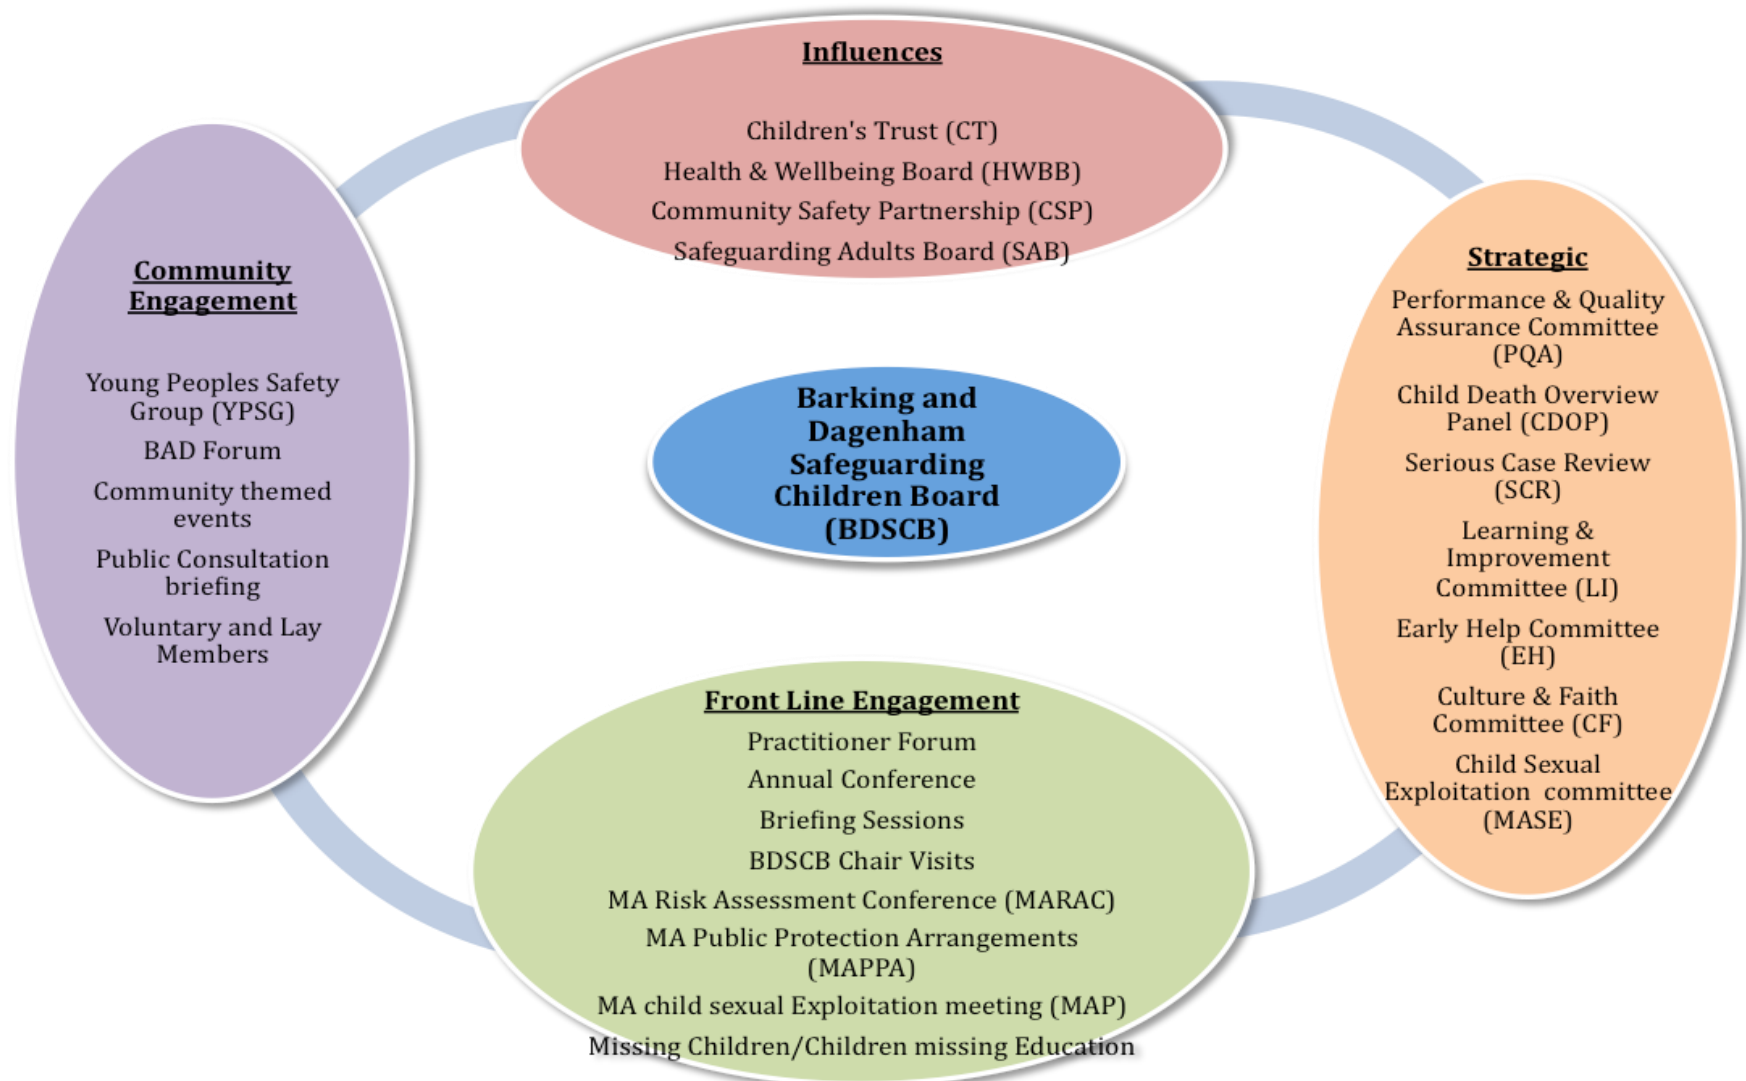 Influences
Children's Trust (CT)
Health & Wellbeing Board (HWBB)
Community Safety Partnership (CSP)
Safeguarding Adults Board (SAB)
Community
Engagement
Young Peoples Safety
Group (YPSG)
BAD Forum
Community themed
events
Public Consultation
briefing
Voluntary and Lay
Members
Barking and
Dagenham
Safeguarding
Children Board
(BDSCB)
Strategic
Performance & Quality
Assurance Committee
(PQA)
Child Death Overview
Panel (CDOP)
Serious Case Review
(SCR)
Learning &
Improvement
Committee (LI)
Early Help Committee
(EH)
Culture & Faith
Committee (CF)
Child Sexual
Exploitation committee
(MASE)
Front Line Engagement
Practitioner Forum
Annual Conference
Briefing Sessions
BDSCB Chair Visits
MA Risk Assessment Conference (MARAC)
MA Public Protection Arrangements
(MAPPA)
MA child sexual Exploitation meeting (MAP)
Missing Children/Children missing Education